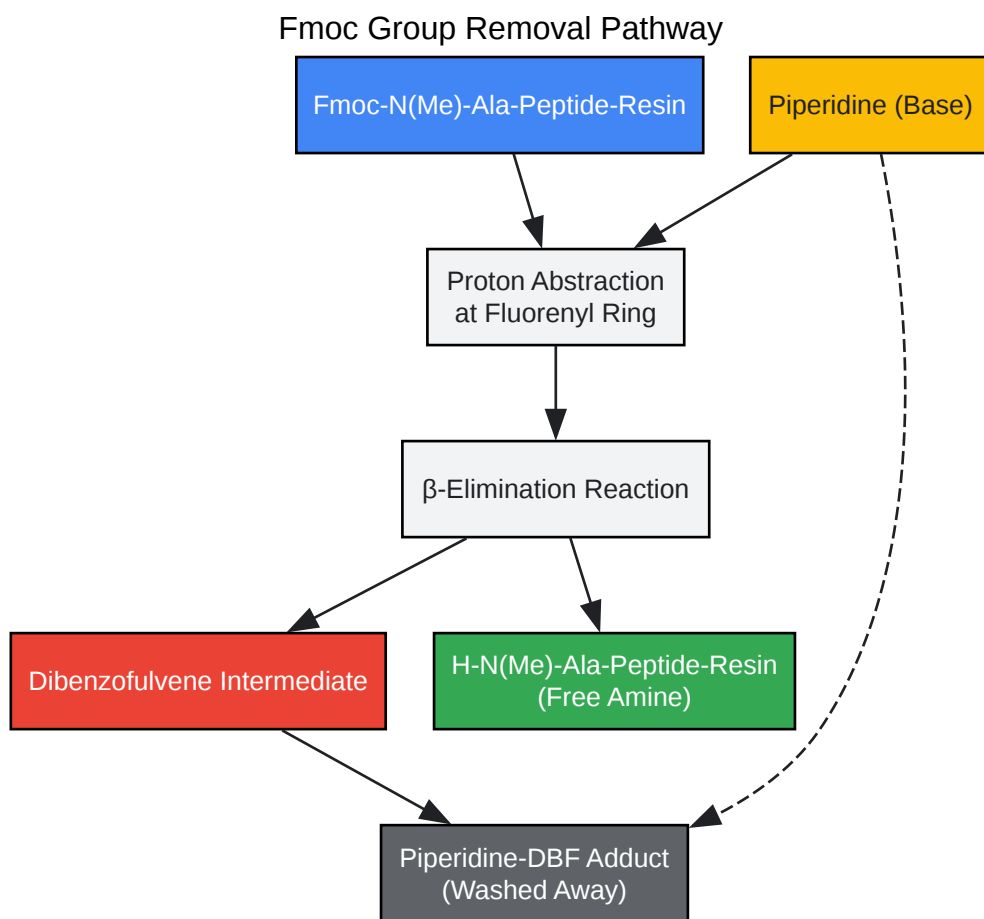 Fmoc Group Removal Pathway
Fmoc-N(Me)-Ala-Peptide-Resin
Piperidine (Base)
Proton Abstraction
at Fluorenyl Ring
β-Elimination Reaction
Dibenzofulvene Intermediate
H-N(Me)-Ala-Peptide-Resin
(Free Amine)
Piperidine-DBF Adduct
(Washed Away)